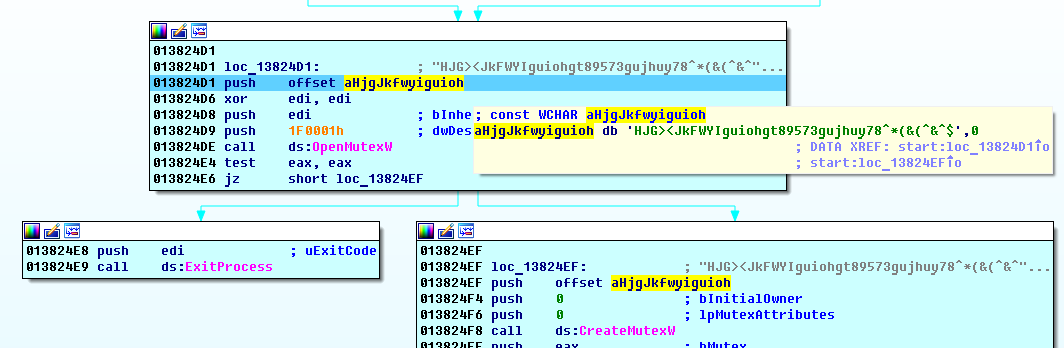 013824D1
013824D1 loc_13824D1: ; "HJG><JkFWYIguiohgt89573gujhuy78^*(&(^&^"...
013824D1 push offset aHjgJkfwyiguioh
013824D6 xor edi, edi
013824D8 push edi ; bInhe
013824D9 push 1F0001h ; dwDes
013824DE call ds:OpenMutexW
013824E4 test eax, eax
013824E6 jz short loc_13824EF
; const WCHAR aHjgJkfwyiguioh
aHjgJkfwyiguioh db 'HJG><JkFWYIguiohgt89573gujhuy78^*(&(^&^$',0
; DATA XREF: start:loc_13824D1↑o
; start:loc_13824EF↑o
013824E8 push edi ; uExitCode
013824E9 call ds:ExitProcess
013824EF
013824EF loc_13824EF: ; "HJG><JkFWYIguiohgt89573gujhuy78^*(&(^&^"...
013824EF push offset aHjgJkfwyiguioh
013824F4 push 0 ; bInitialOwner
013824F6 push 0 ; lpMutexAttributes
013824F8 call ds:CreateMutexW
013824FE push eax ; hMutex